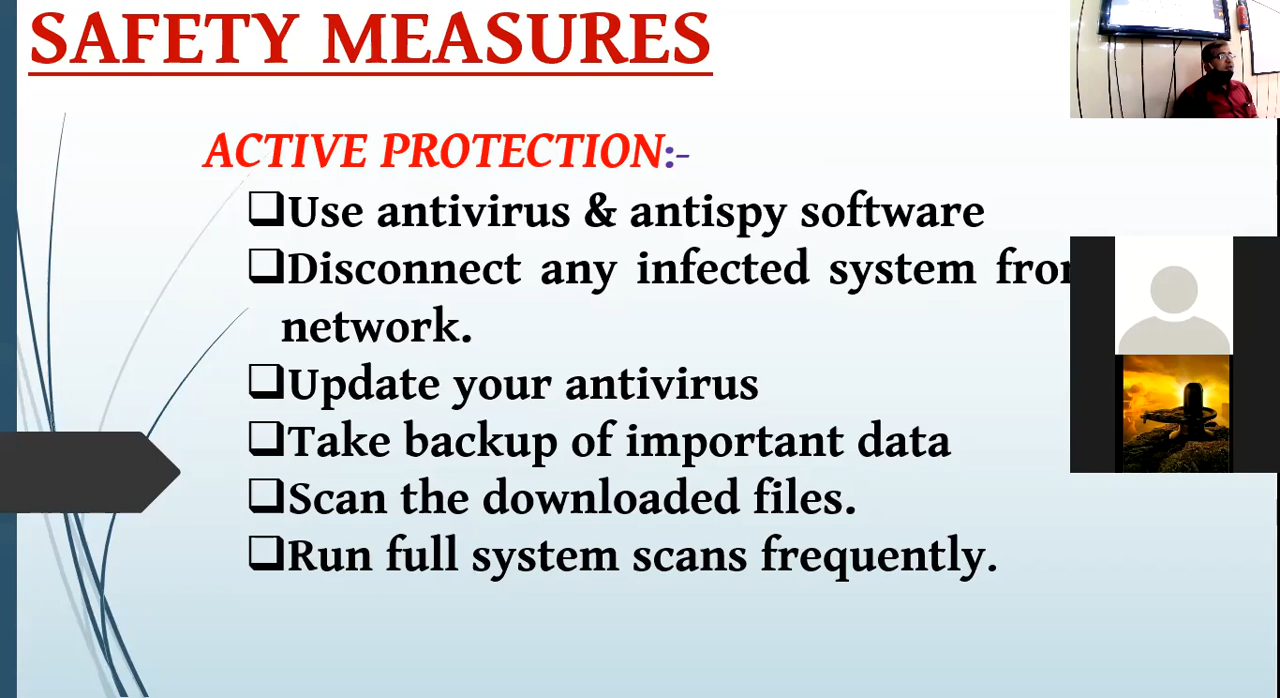 SAFETY MEASURES
ACTIVE PROTECTION:-
❑Use antivirus & antispy software
❑Disconnect any infected system
network.
❑Update your antivirus
❑Take backup of important data
❑Scan the downloaded files.
❑Run full system scans frequently.